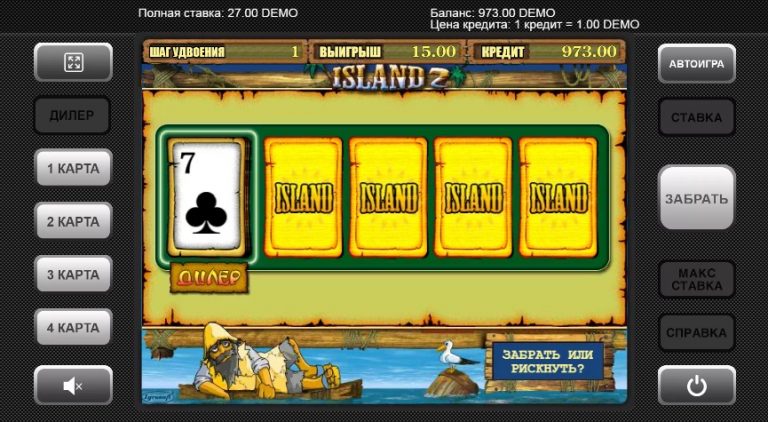 Полная ставка: 27.00 DEMO
Баланс: 973.00 DEMO
Цена кредита: 1 кредит = 1.00 DEMO
ШАГ УДВОЕНИЯ 1 ВЫИГРЫШ 15.00 КРЕДИТ 973.00
ISLAND 2
АВТОИГРА
ДИЛЕР
СТАВКА
1 КАРТА
2 КАРТА
3 КАРТА
4 КАРТА
7
ISLAND ISLAND ISLAND ISLAND
ДИЛЕР
ЗАБРАТЬ
МАКС
СТАВКА
СПРАВКА
ЗАБРАТЬ ИЛИ
РИСКНУТЬ?
Igrosoft